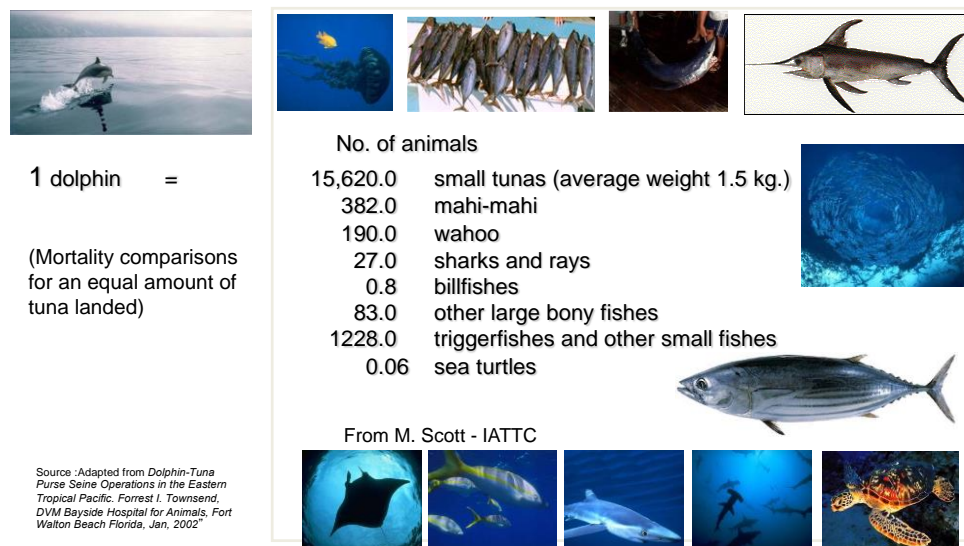 1 dolphin =
(Mortality comparisons
for an equal amount of
tuna landed)
Source :Adapted from Dolphin-Tuna
Purse Seine Operations in the Eastern
Tropical Pacific. Forrest I. Townsend,
DVM Bayside Hospital for Animals, Fort
Walton Beach Florida, Jan, 2002"
No. of animals
15,620.0 small tunas (average weight 1.5 kg.)
382.0 mahi-mahi
190.0 wahoo
27.0 sharks and rays
0.8 billfishes
83.0 other large bony fishes
1228.0 triggerfishes and other small fishes
0.06 sea turtles
From M. Scott - IATTC